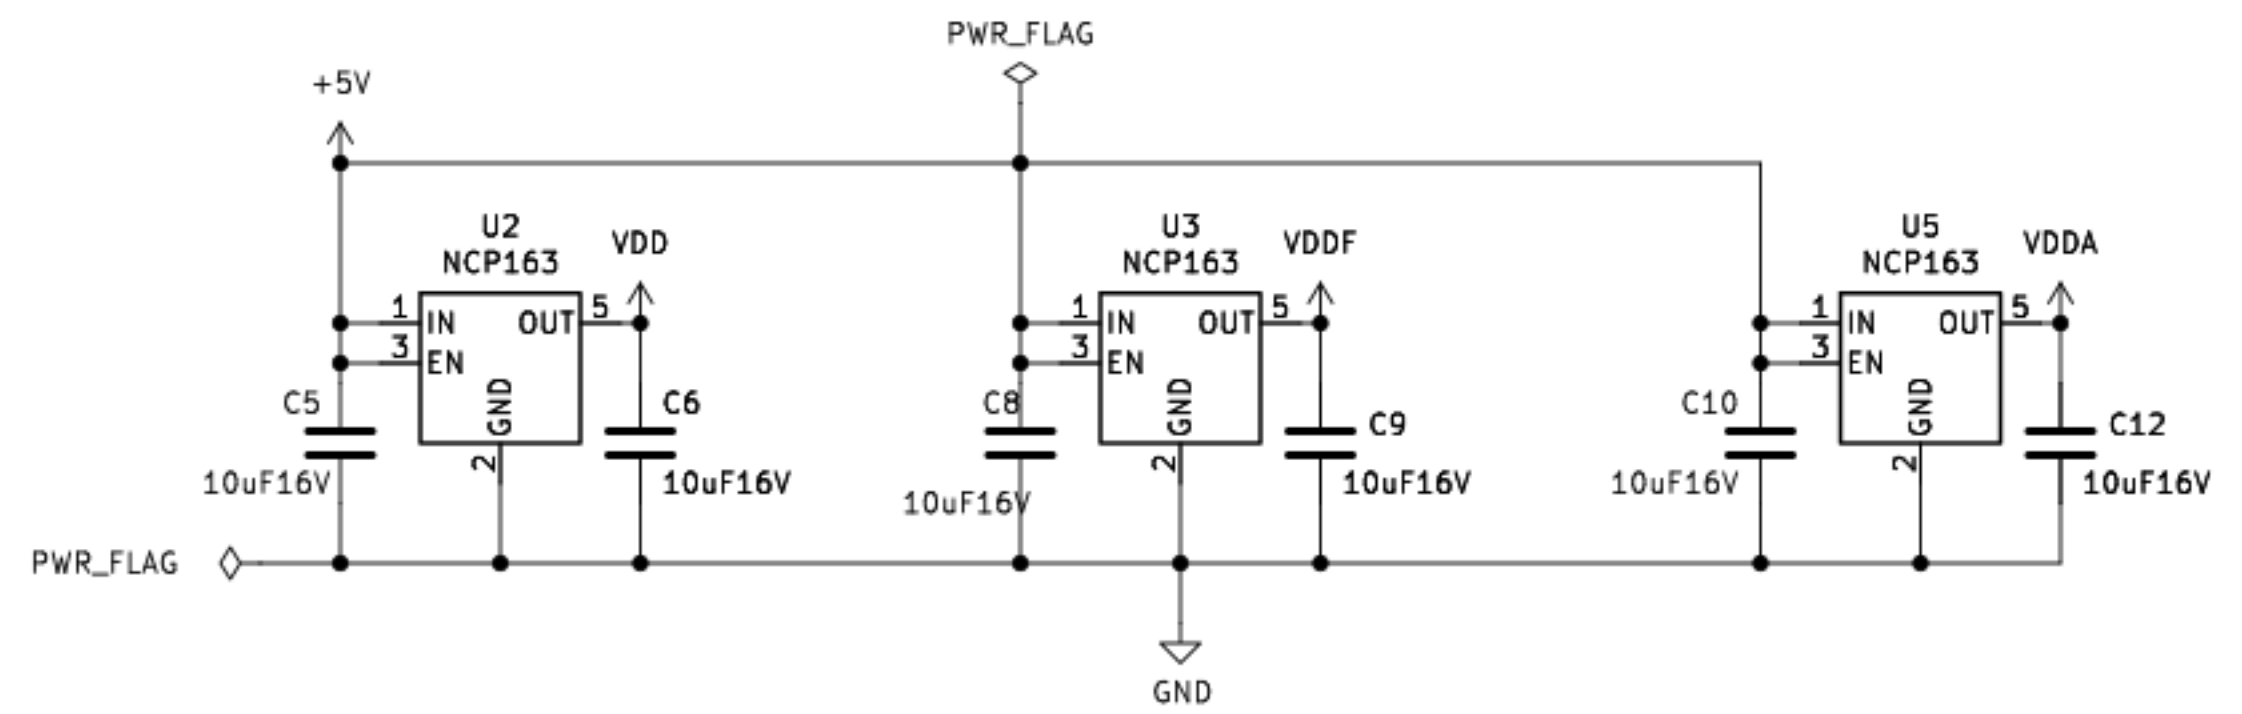 PWR_FLAG
+5V
U2
NCP163
VDD
1
IN
OUT
5
3
EN
GND
2
C5
10uF16V
C6
10uF16V
U3
NCP163
VDDF
1
IN
OUT
5
3
EN
GND
2
C8
10uF16V
C9
10uF16V
U5
NCP163
VDDA
1
IN
OUT
5
3
EN
GND
2
C10
10uF16V
C12
10uF16V
PWR_FLAG
GND